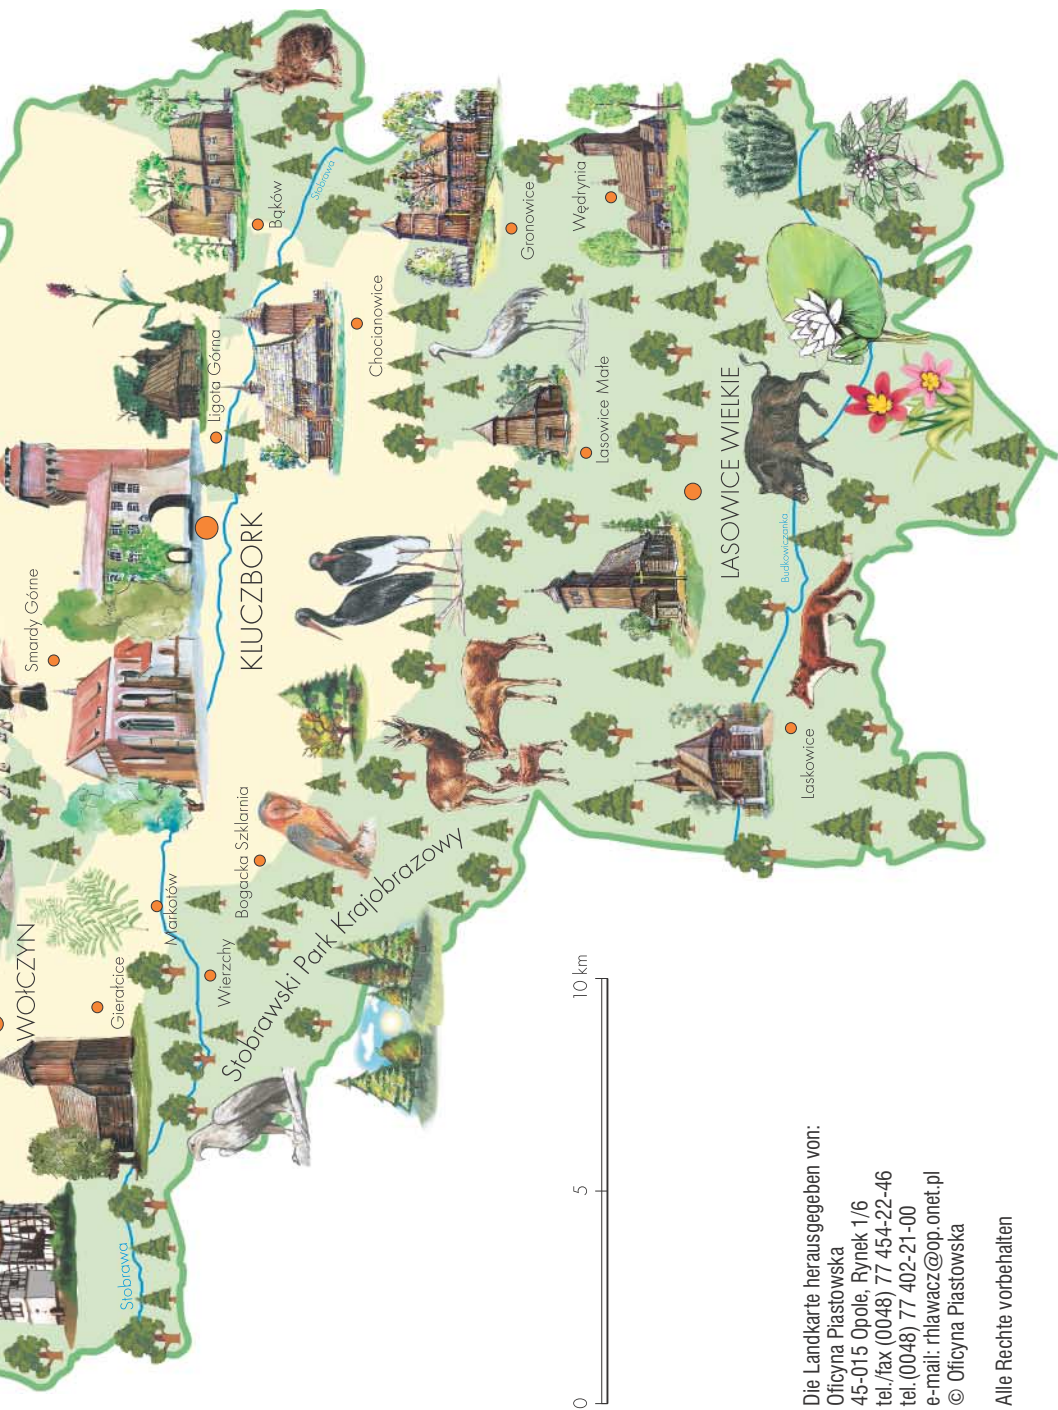 WOŁCZYN
Smardy Górne
Gierałcice
Markotów
Stobrawa
Wierzchy
Bogacka Szklarnia
KLUCZBORK
Ligota Górna
Bąków
Stobrawa
Chocianowice
Stobrawski Park Krajobrazowy
Gronowice
Wędrynia
Lasowice Małe
LASOWICE WIELKIE
Budkowiczanka
Laskowice
0 5 10 km
Die Landkarte herausgegeben von:
Oficyna Piastowska
45-015 Opole, Rynek 1/6
tel./fax (0048) 77 454-22-46
tel.(0048) 77 402-21-00
e-mail: rhlawacz@op.onet.pl
© Oficyna Piastowska
Alle Rechte vorbehalten